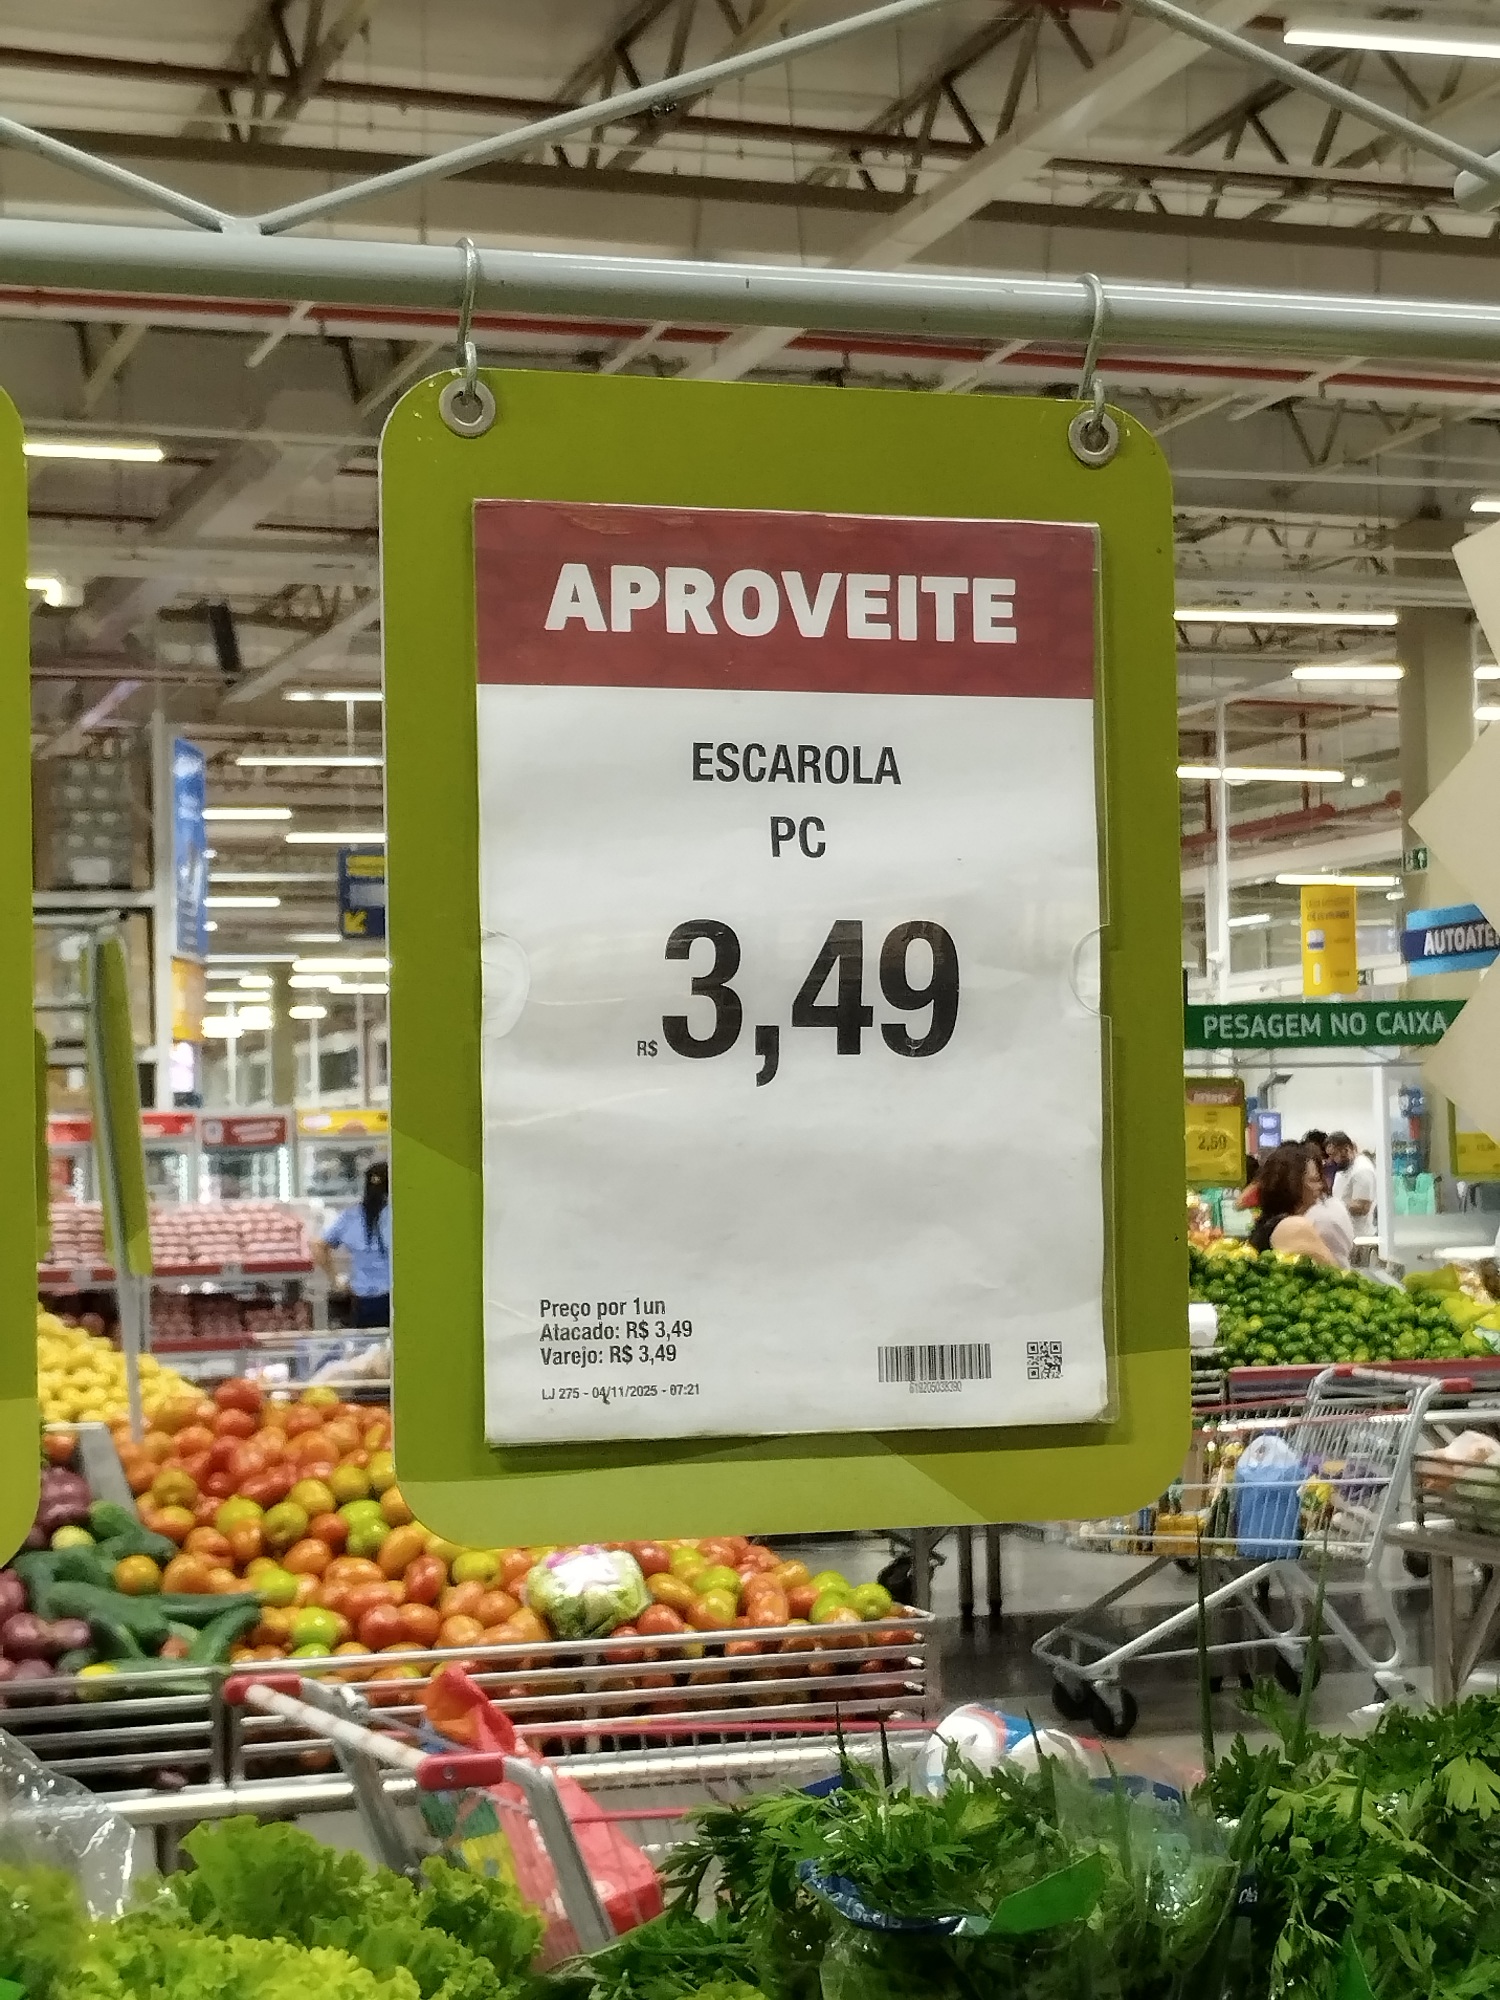 APROVEITE
ESCAROLA
PC
R$ 3,49
Preço por 1un
Atacado: R$ 3,49
Varejo: R$ 3,49
LJ 275 - 04/11/2025 - 07:21
PESAGEM NO CAIXA
AUTOATE
2,59